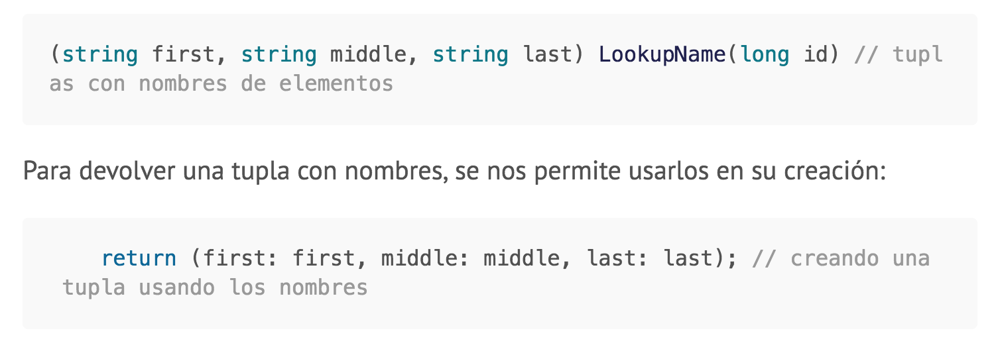 (string first, string middle, string last) LookupName(long id) // tupl
as con nombres de elementos
Para devolver una tupla con nombres, se nos permite usarlos en su creación:
return (first: first, middle: middle, last: last); // creando una
tupla usando los nombres